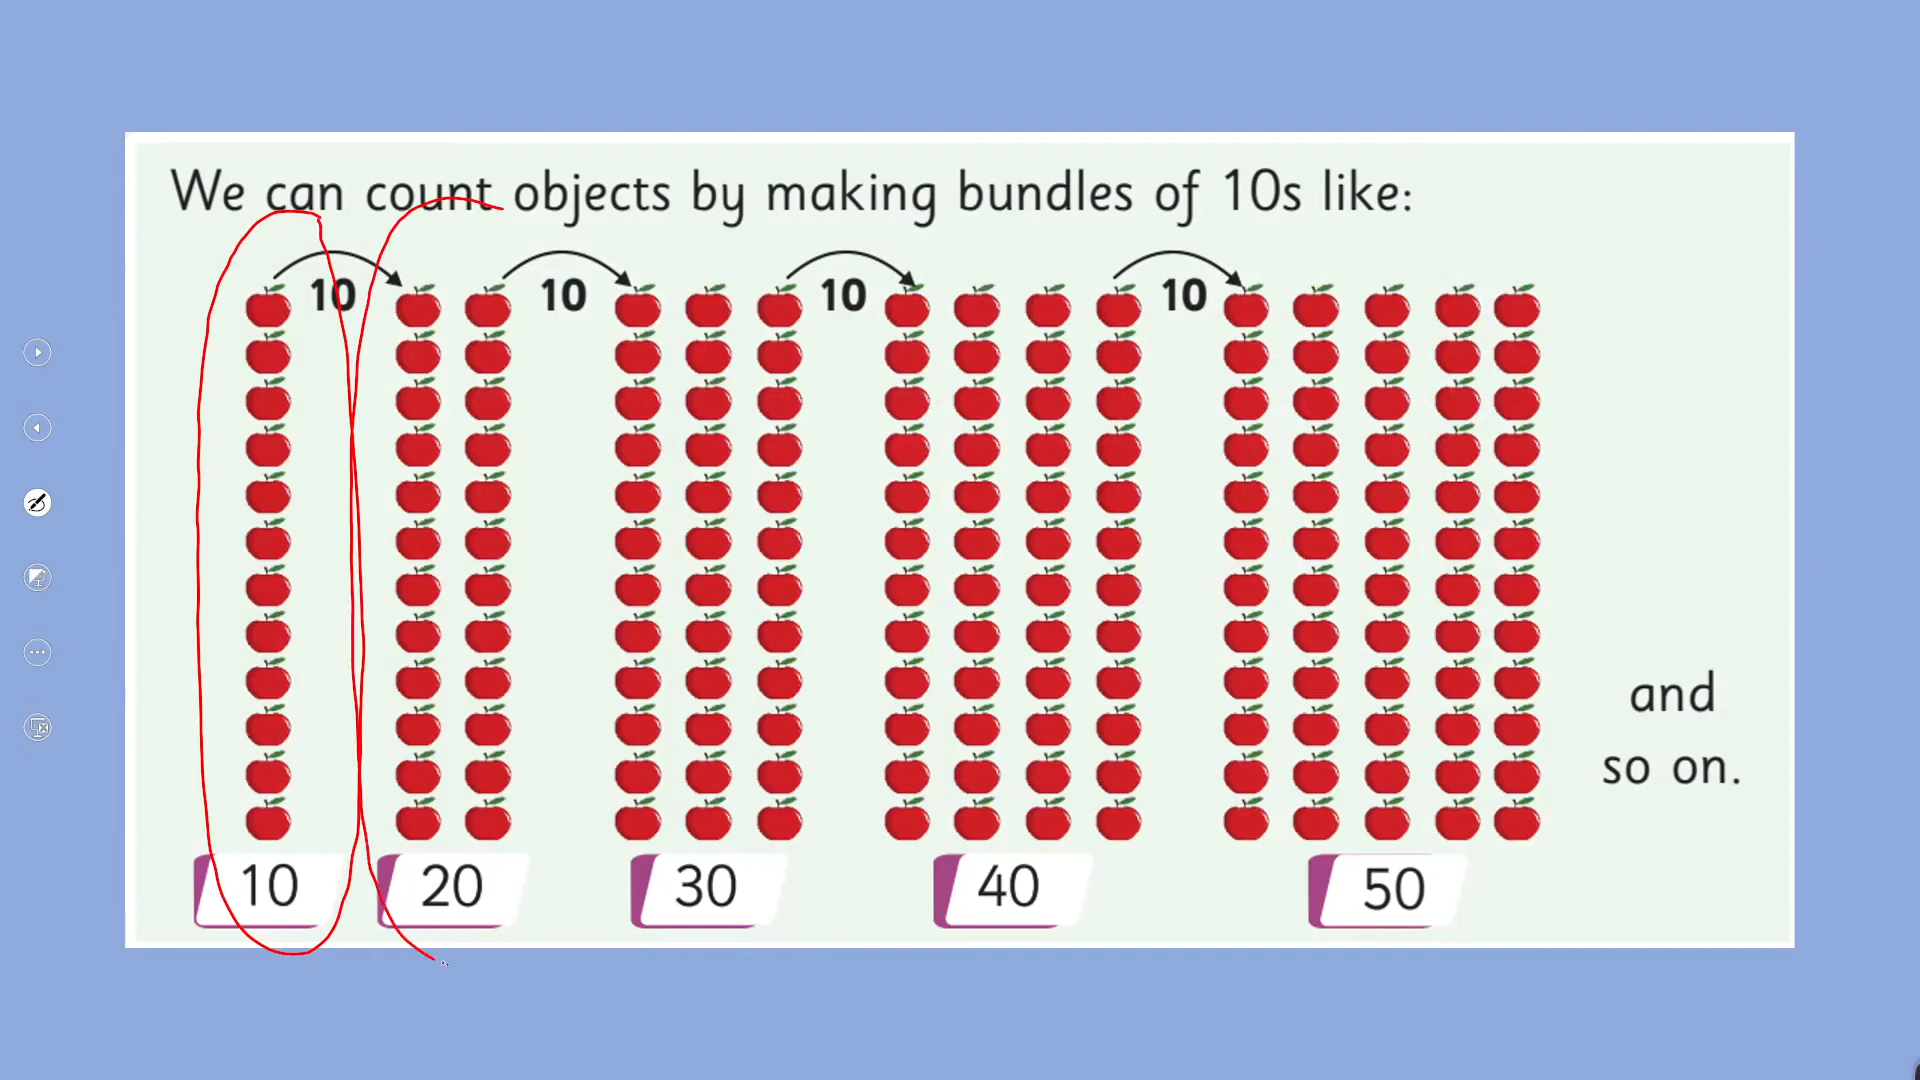 We can count objects by making bundles of 10s like:
10 10 10 10
and
so on.
10 20 30 40 50